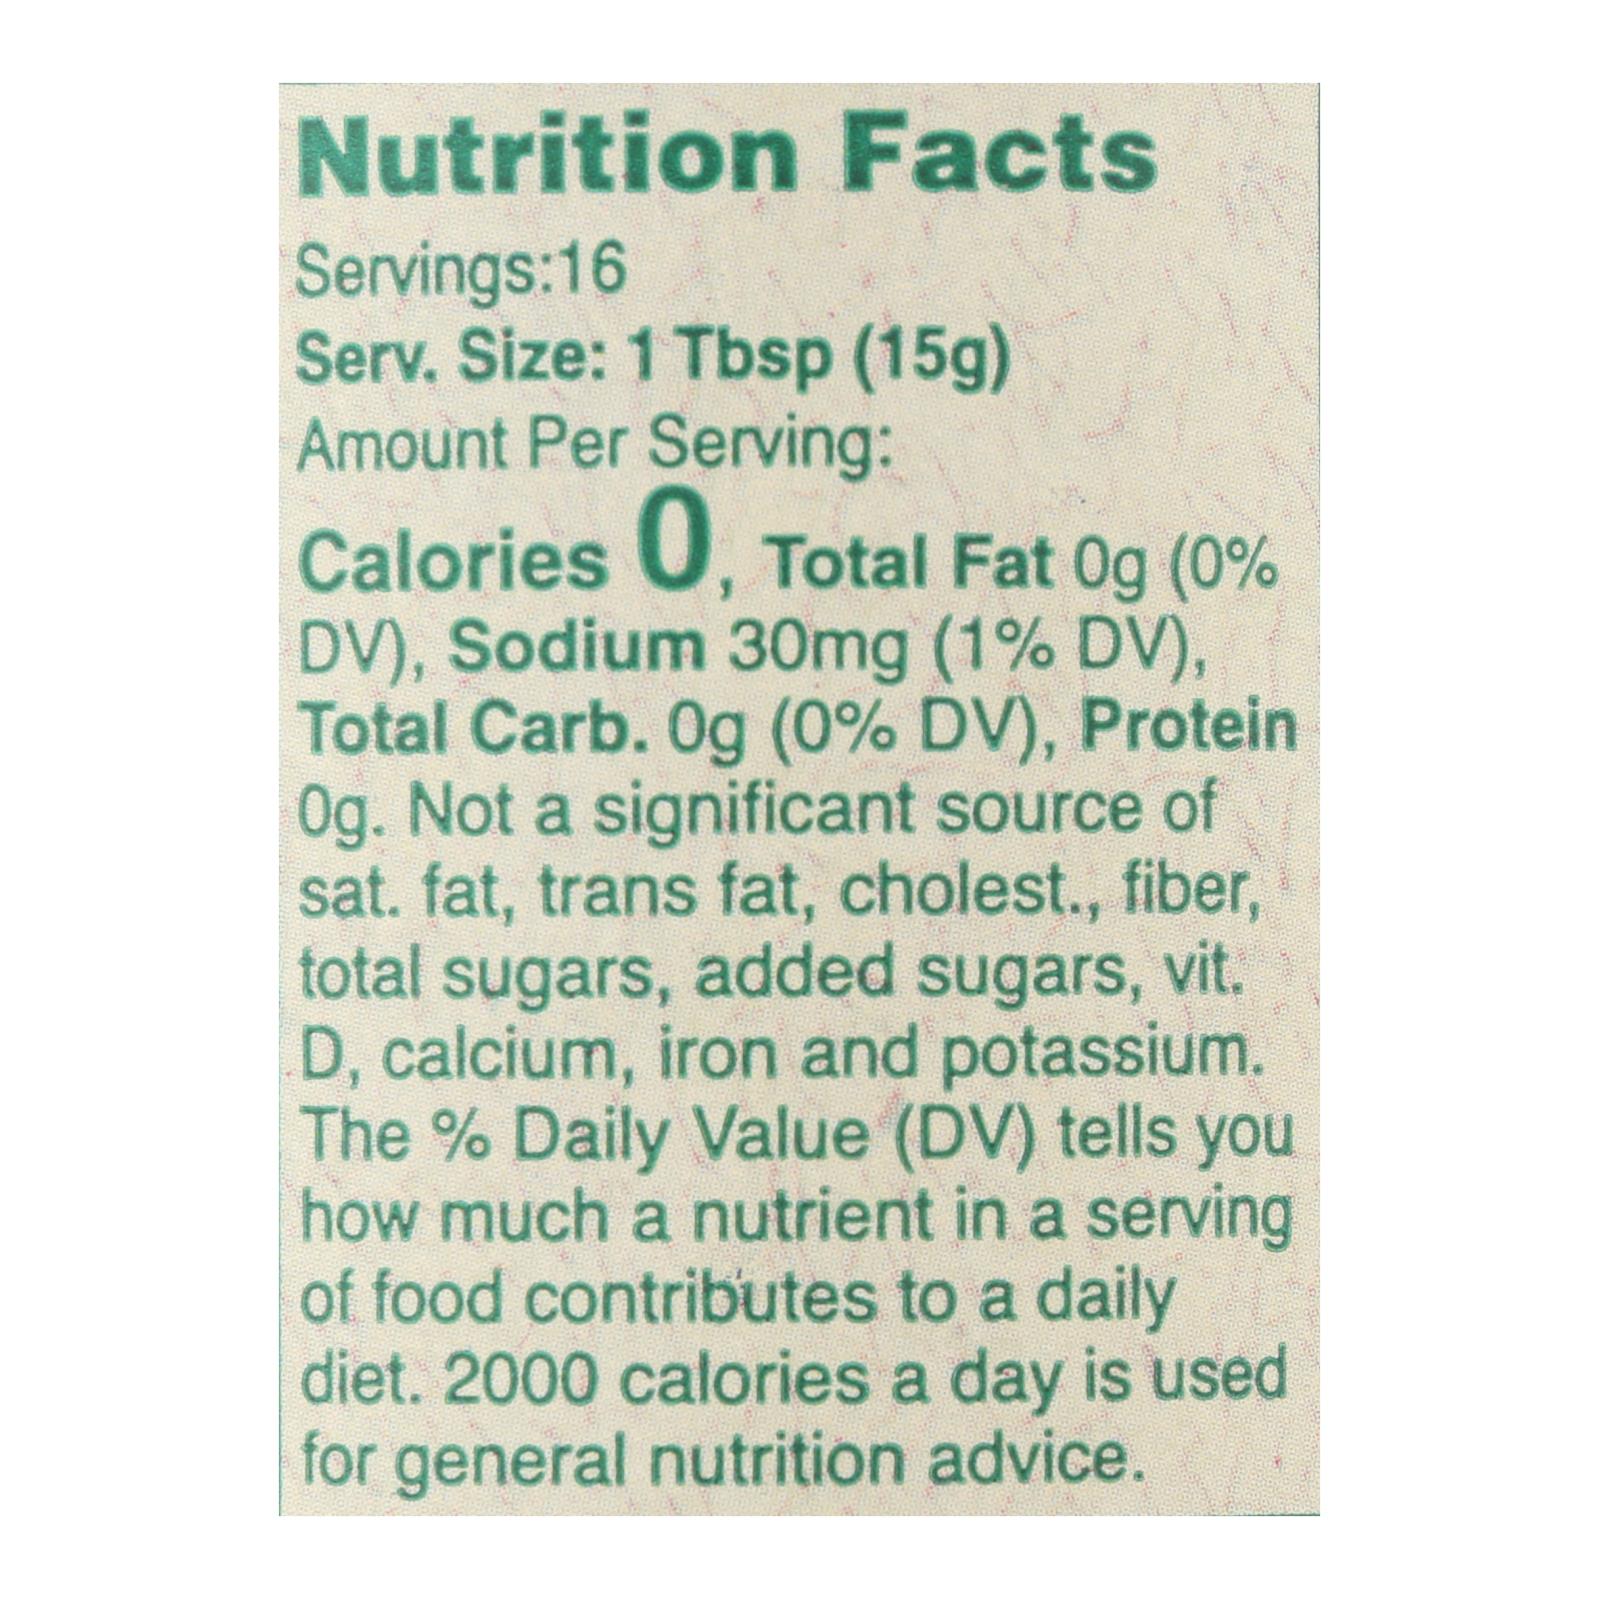 Nutrition Facts
Servings:16
Serv. Size: 1 Tbsp (15g)
Amount Per Serving:
Calories 0, Total Fat 0g (0%
DV), Sodium 30mg (1% DV),
Total Carb. 0g (0% DV), Protein
0g. Not a significant source of
sat. fat, trans fat, cholest., fiber,
total sugars, added sugars, vit.
D, calcium, iron and potassium.
The % Daily Value (DV) tells you
how much a nutrient in a serving
of food contributes to a daily
diet. 2000 calories a day is used
for general nutrition advice.